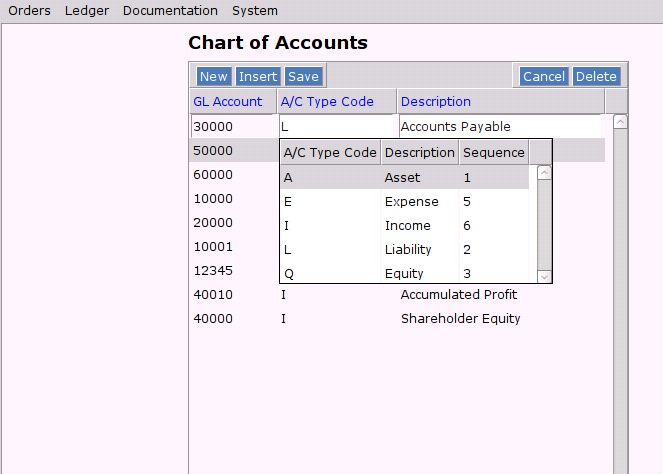 Orders Ledger Documentation System
Chart of Accounts
New Insert Save Cancel Delete
GL Account A/C Type Code Description
30000 L Accounts Payable
50000
A/C Type Code Description Sequence
60000 A Asset 1
10000 E Expense 5
20000 I Income 6
10001 L Liability 2
12345 Q Equity 3
40010 I Accumulated Profit
40000 I Shareholder Equity